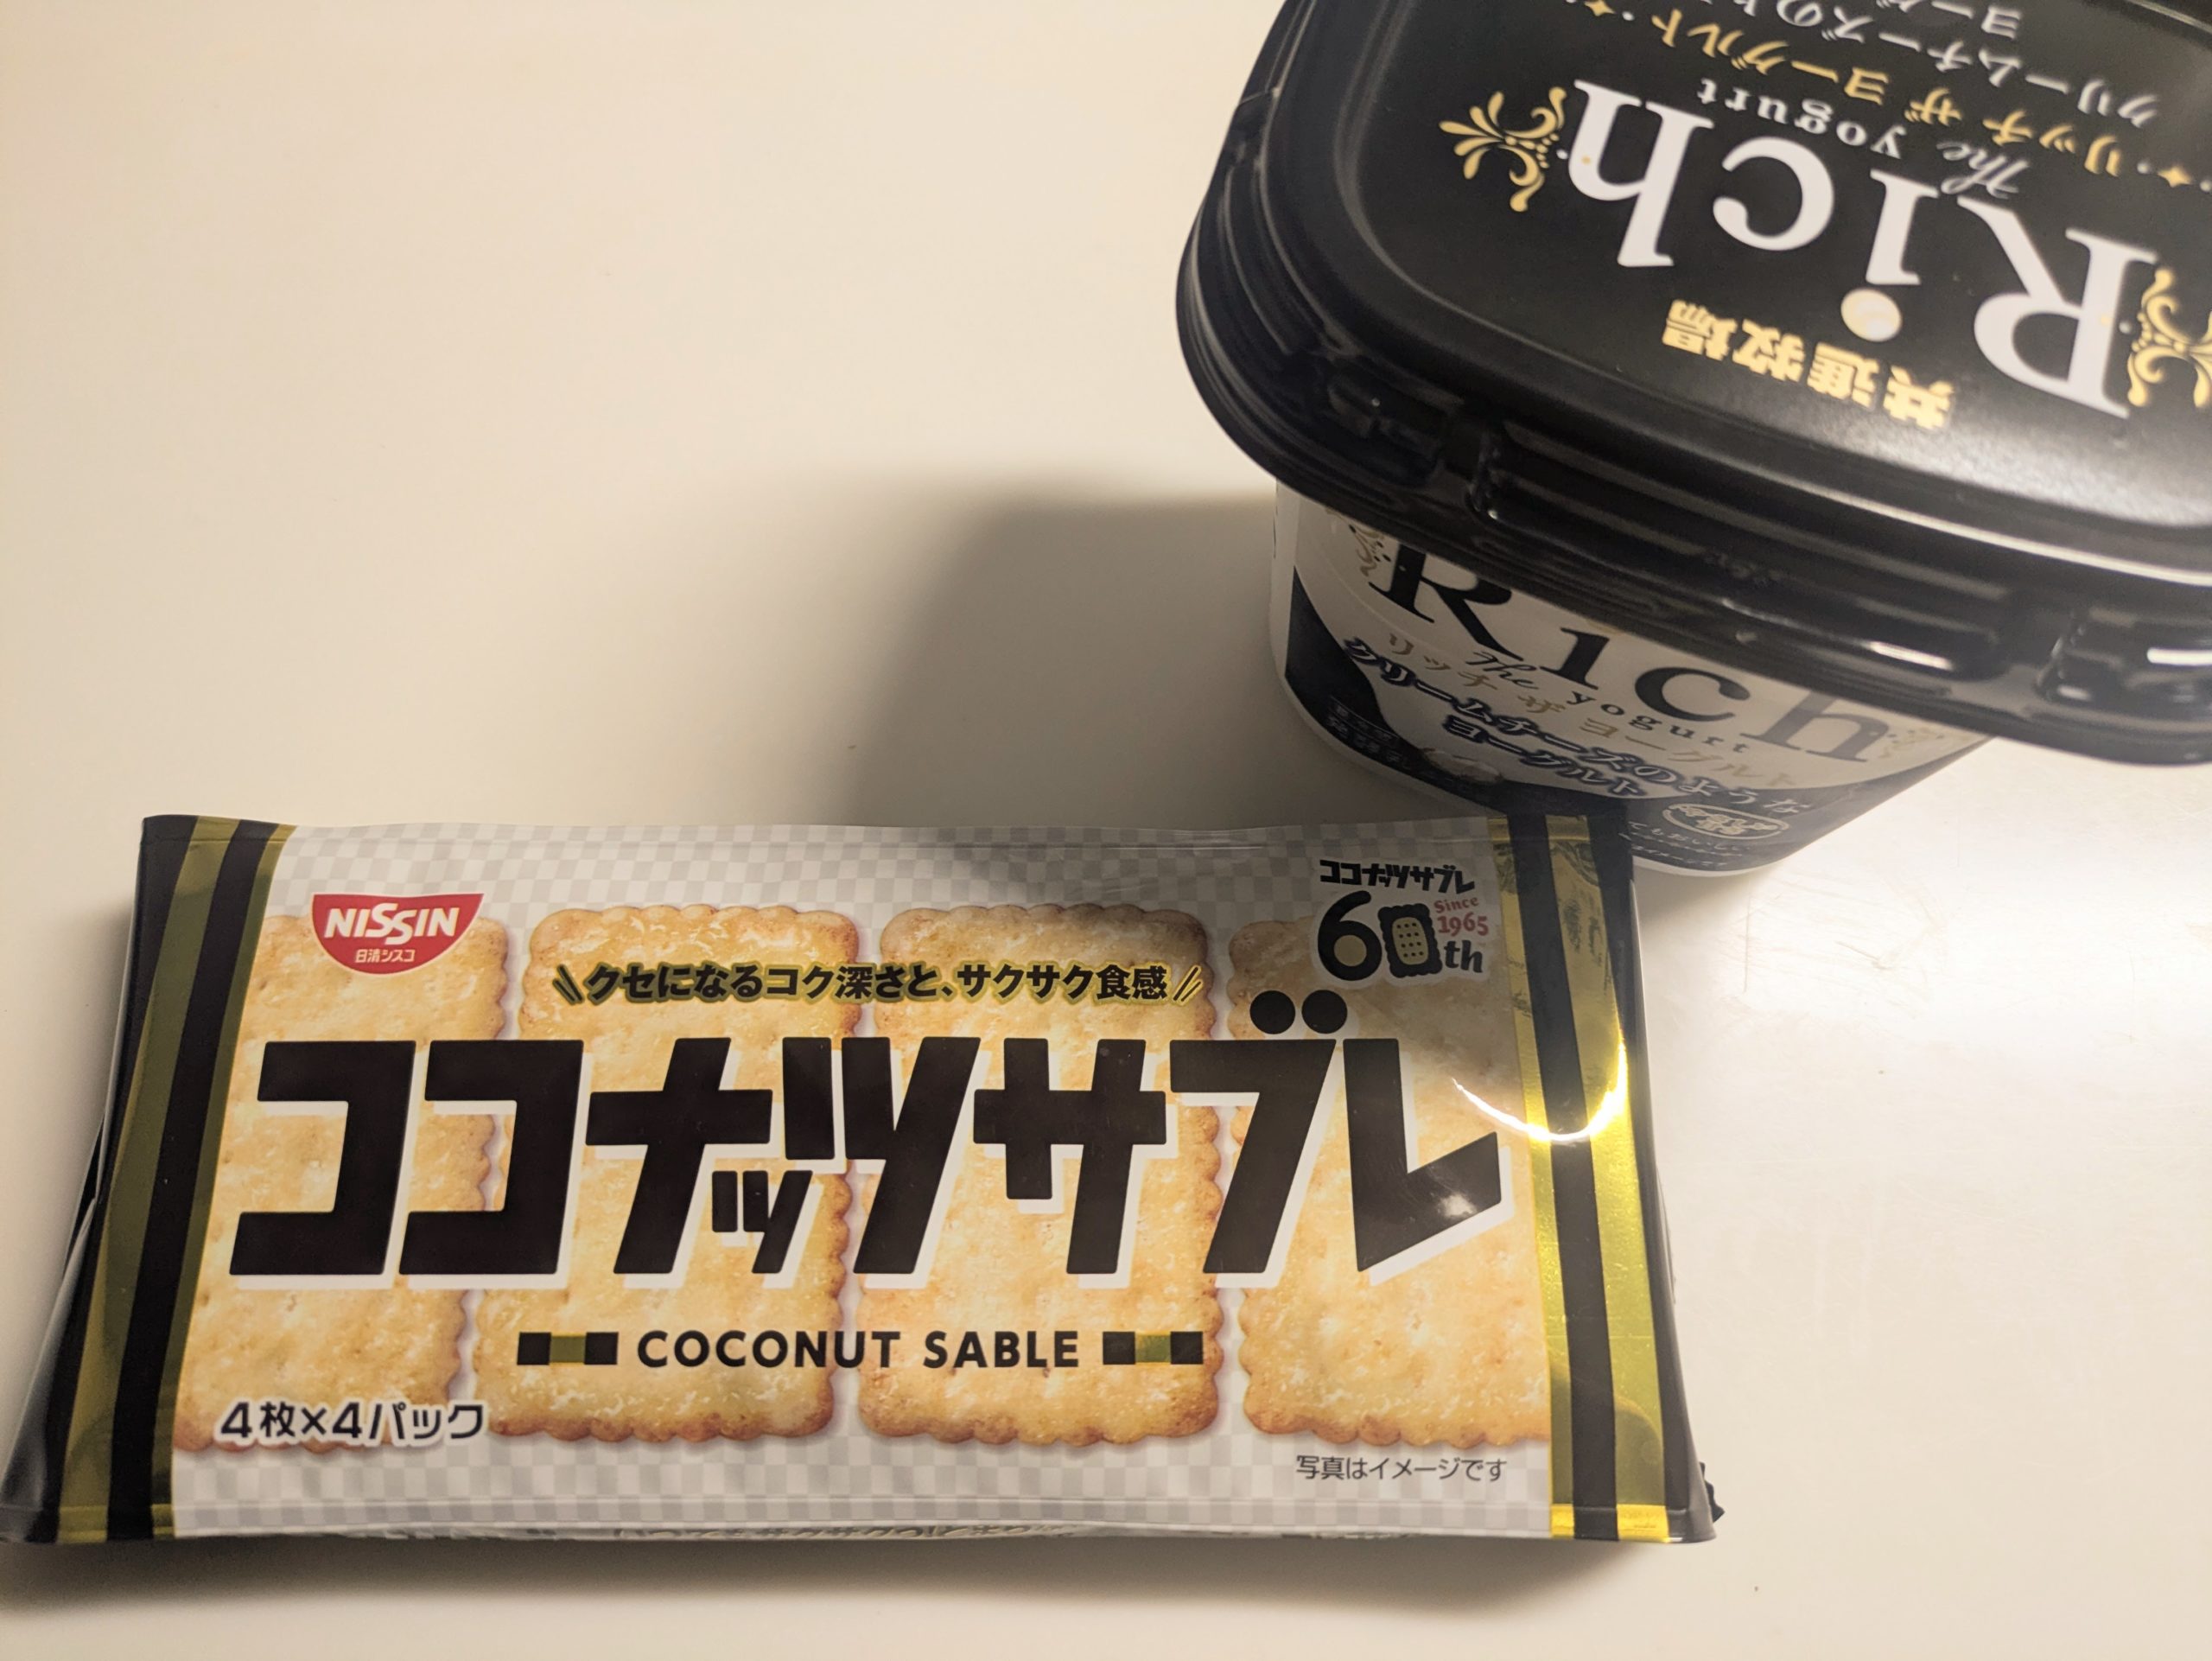 共進牧場
Rich
The yogurt
リッチ ザ ヨーグルト
クリームチーズのよ
ヨーグ
Rich
The yogurt
リッチ ザ ヨーグルト
クリームチーズのような
ヨーグルト
NISSIN
日清シスコ
ココナッツサブレ
60th
Since
1965
クセになるコク深さと、サクサク食感
ココナッツサブレ
COCONUT SABLE
4枚×4パック
写真はイメージです